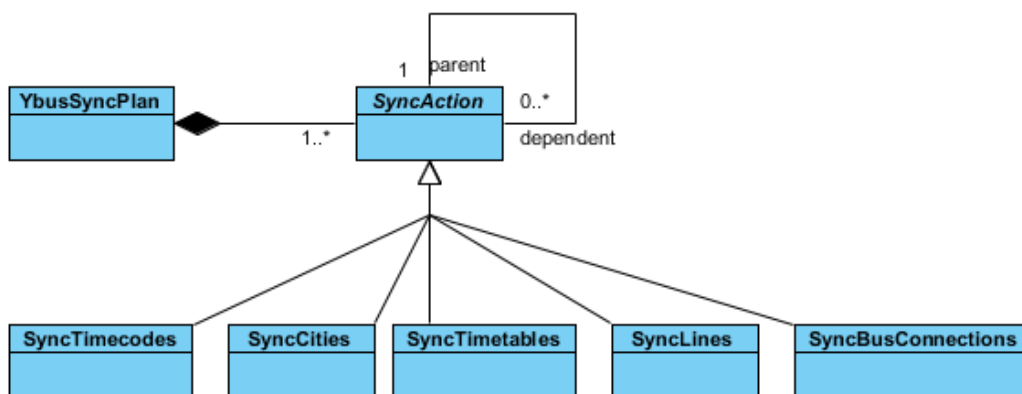 1
parent
YbusSyncPlan
SyncAction
0..*
1..*
dependent
SyncTimecodes
SyncCities
SyncTimetables
SyncLines
SyncBusConnections